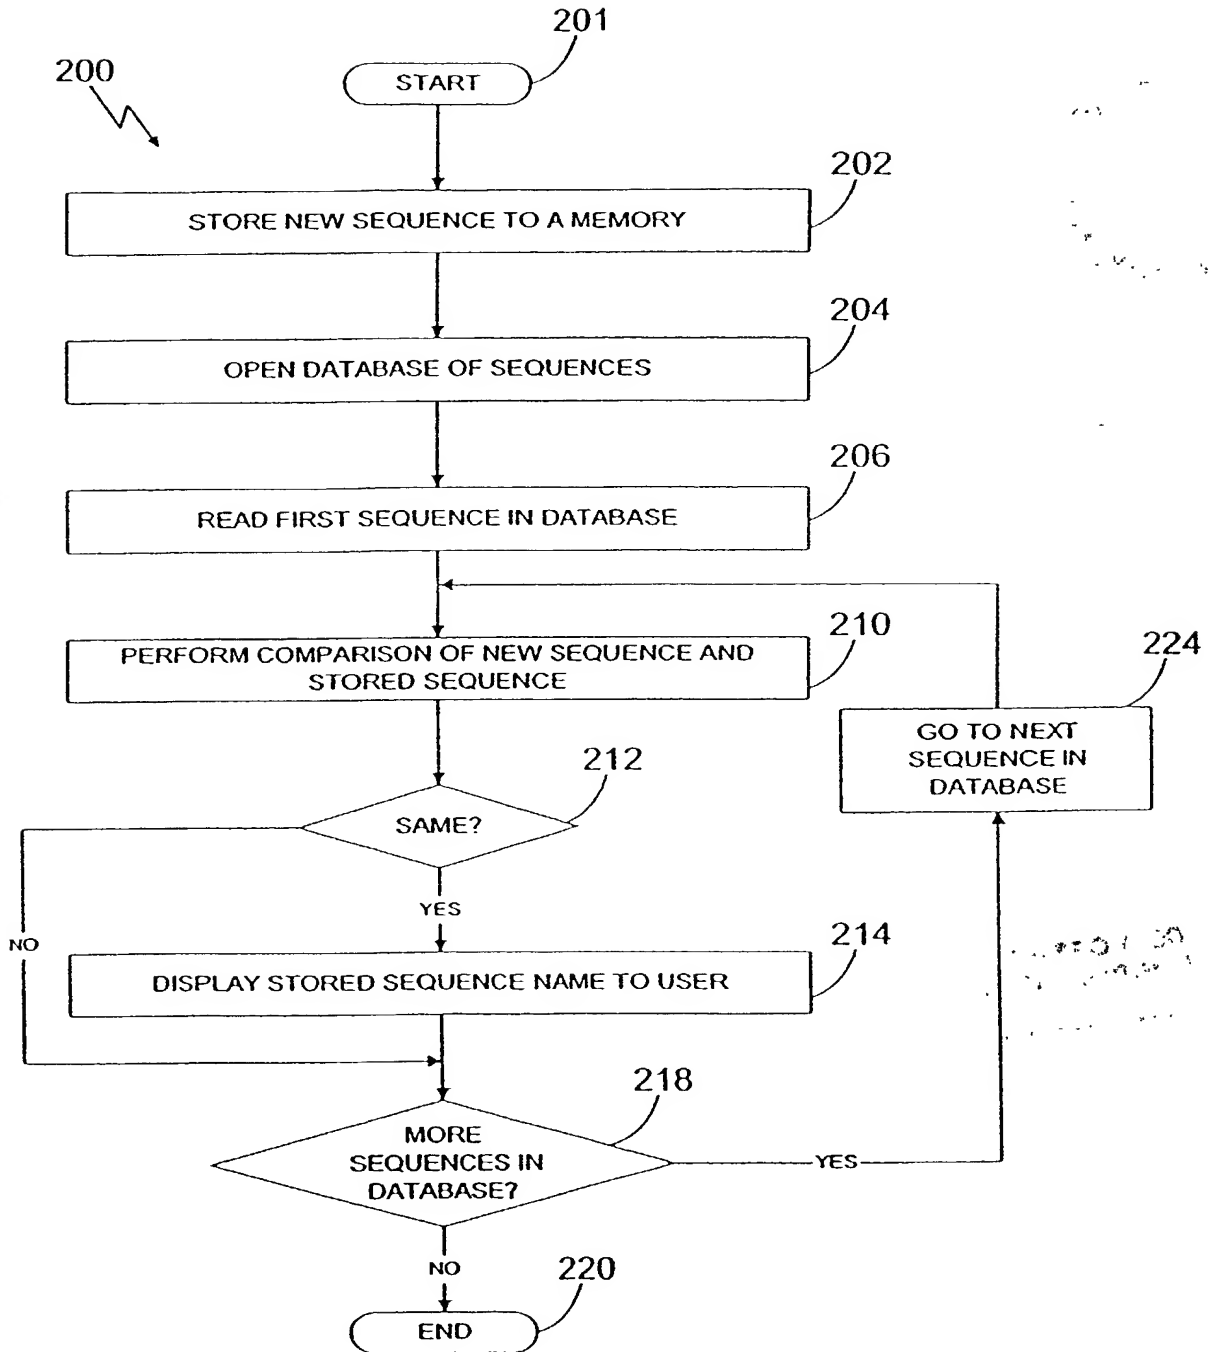 201
200
START
202
STORE NEW SEQUENCE TO A MEMORY
204
OPEN DATABASE OF SEQUENCES
206
READ FIRST SEQUENCE IN DATABASE
210
PERFORM COMPARISON OF NEW SEQUENCE AND
STORED SEQUENCE
224
GO TO NEXT
SEQUENCE IN
DATABASE
212
SAME?
YES
NO
214
DISPLAY STORED SEQUENCE NAME TO USER
218
MORE
SEQUENCES IN
DATABASE?
YES
NO
220
END